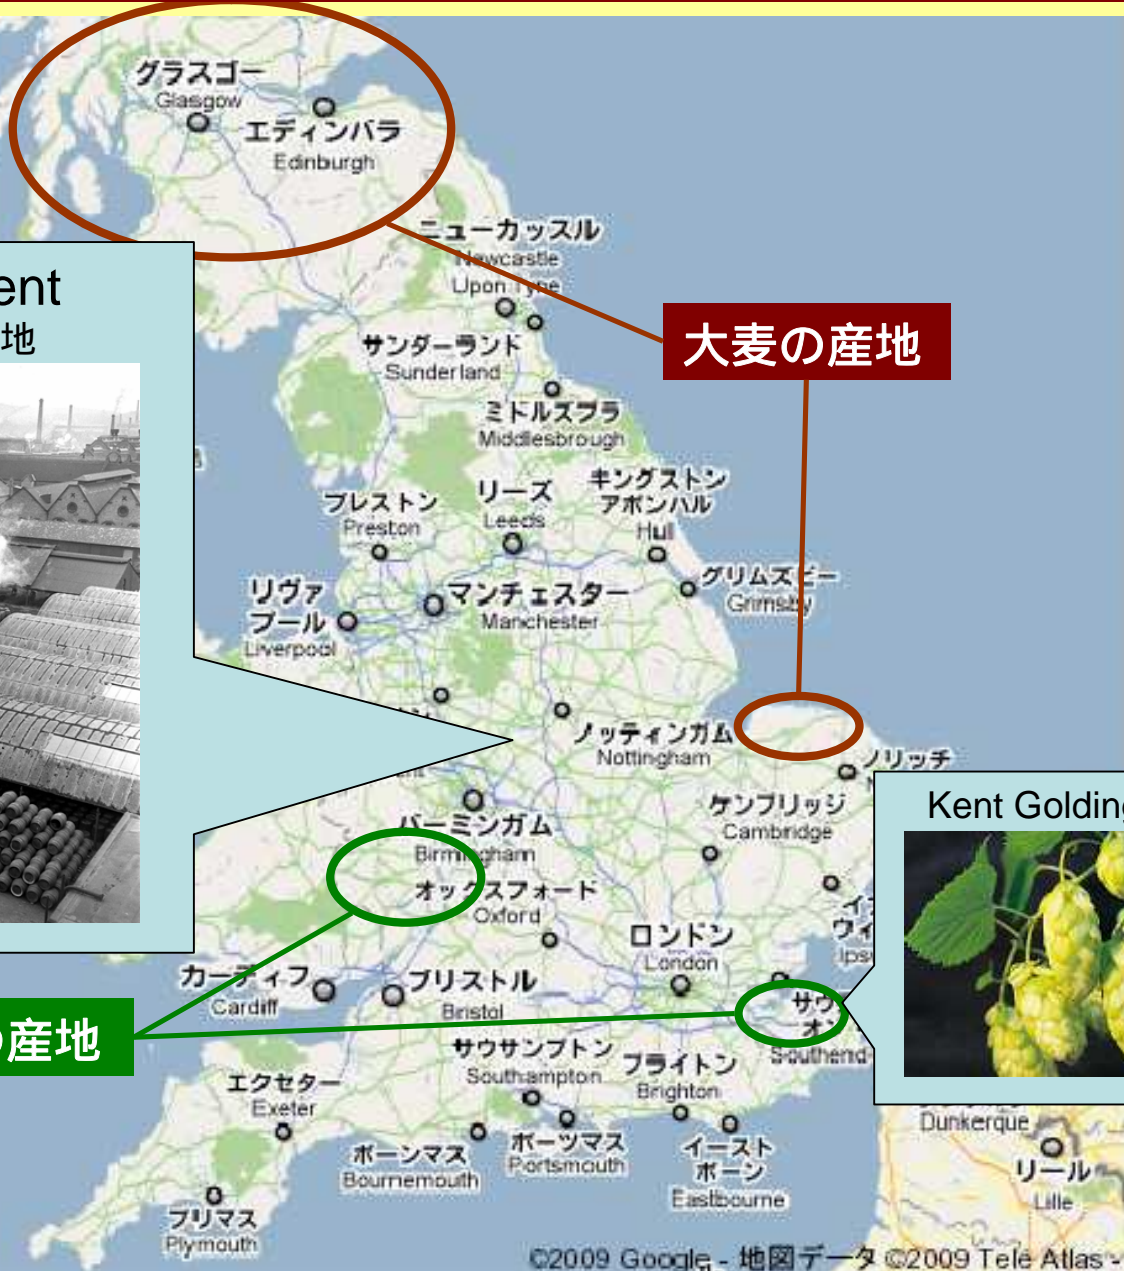 グラスゴー
Glasgow
エディンバラ
Edinburgh
ニューカッスル
Newcastle
Upon Tyne
ent
地
大麦の産地
サンダーランド
Sunderland
ミドルズブラ
Middlesbrough
キングストン
アポンハル
Hull
プレストン
Preston
リーズ
Leeds
グリムズビー
Grimsby
リヴァ
プール
Liverpool
マンチェスター
Manchester
ノッティンガム
Nottingham
ノリッチ
Kent Golding
ケンブリッジ
Cambridge
バーミンガム
Birmingham
オックスフォード
Oxford
ロンドン
London
カーディフ
Cardiff
ブリストル
Bristol
の産地
サウ
Southend
サウサンプトン
Southampton
ブライトン
Brighton
エクセター
Exeter
ボーンマス
Bournemouth
ポーツマス
Portsmouth
イースト
ボーン
Eastbourne
Dunkerque
リール
Lille
プリマス
Plymouth
©2009 Google - 地図データ ©2009 Tele Atlas -